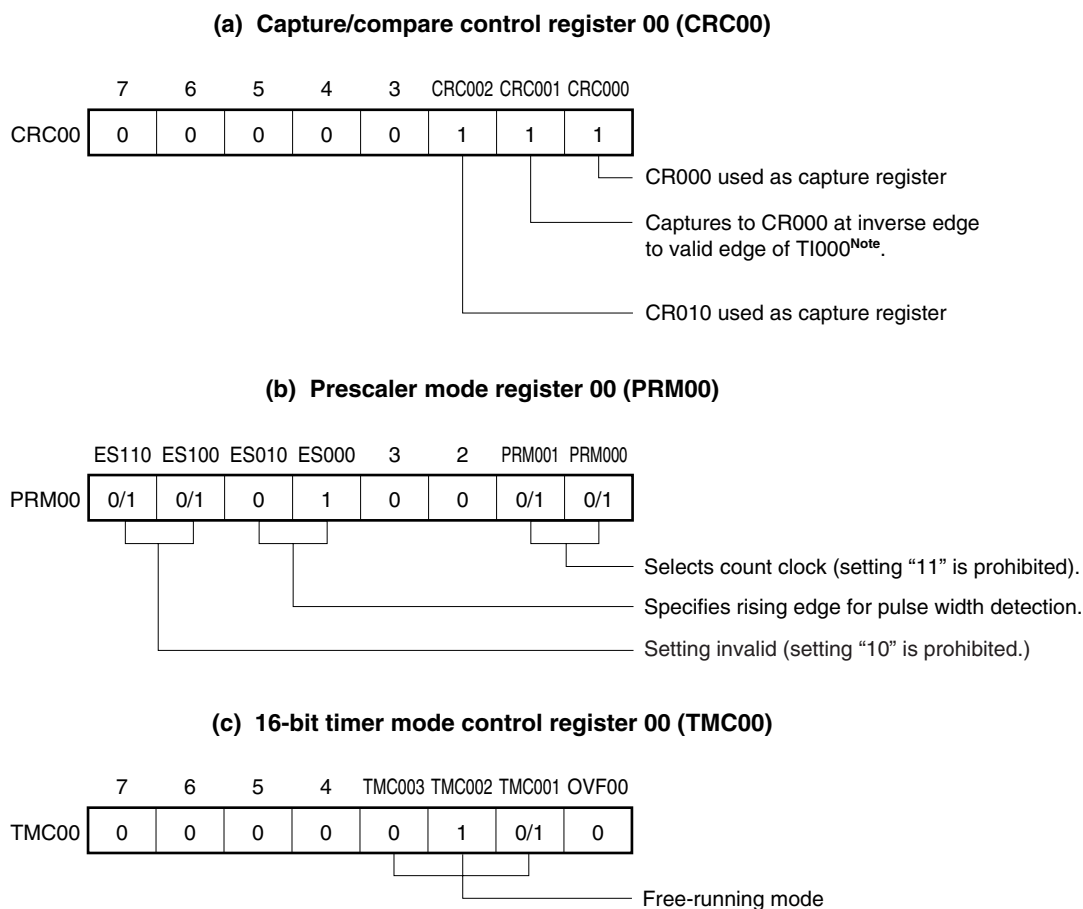 (a) Capture/compare control register 00 (CRC00)
7 6 5 4 3 CRC002 CRC001 CRC000
CRC00 0 0 0 0 0 1 1 1
CR000 used as capture register
Captures to CR000 at inverse edge
to valid edge of TI000Note.
CR010 used as capture register
(b) Prescaler mode register 00 (PRM00)
ES110 ES100 ES010 ES000 3 2 PRM001 PRM000
PRM00 0/1 0/1 0 1 0 0 0/1 0/1
Selects count clock (setting “11” is prohibited).
Specifies rising edge for pulse width detection.
Setting invalid (setting “10” is prohibited.)
(c) 16-bit timer mode control register 00 (TMC00)
7 6 5 4 TMC003 TMC002 TMC001 OVF00
TMC00 0 0 0 0 0 1 0/1 0
Free-running mode